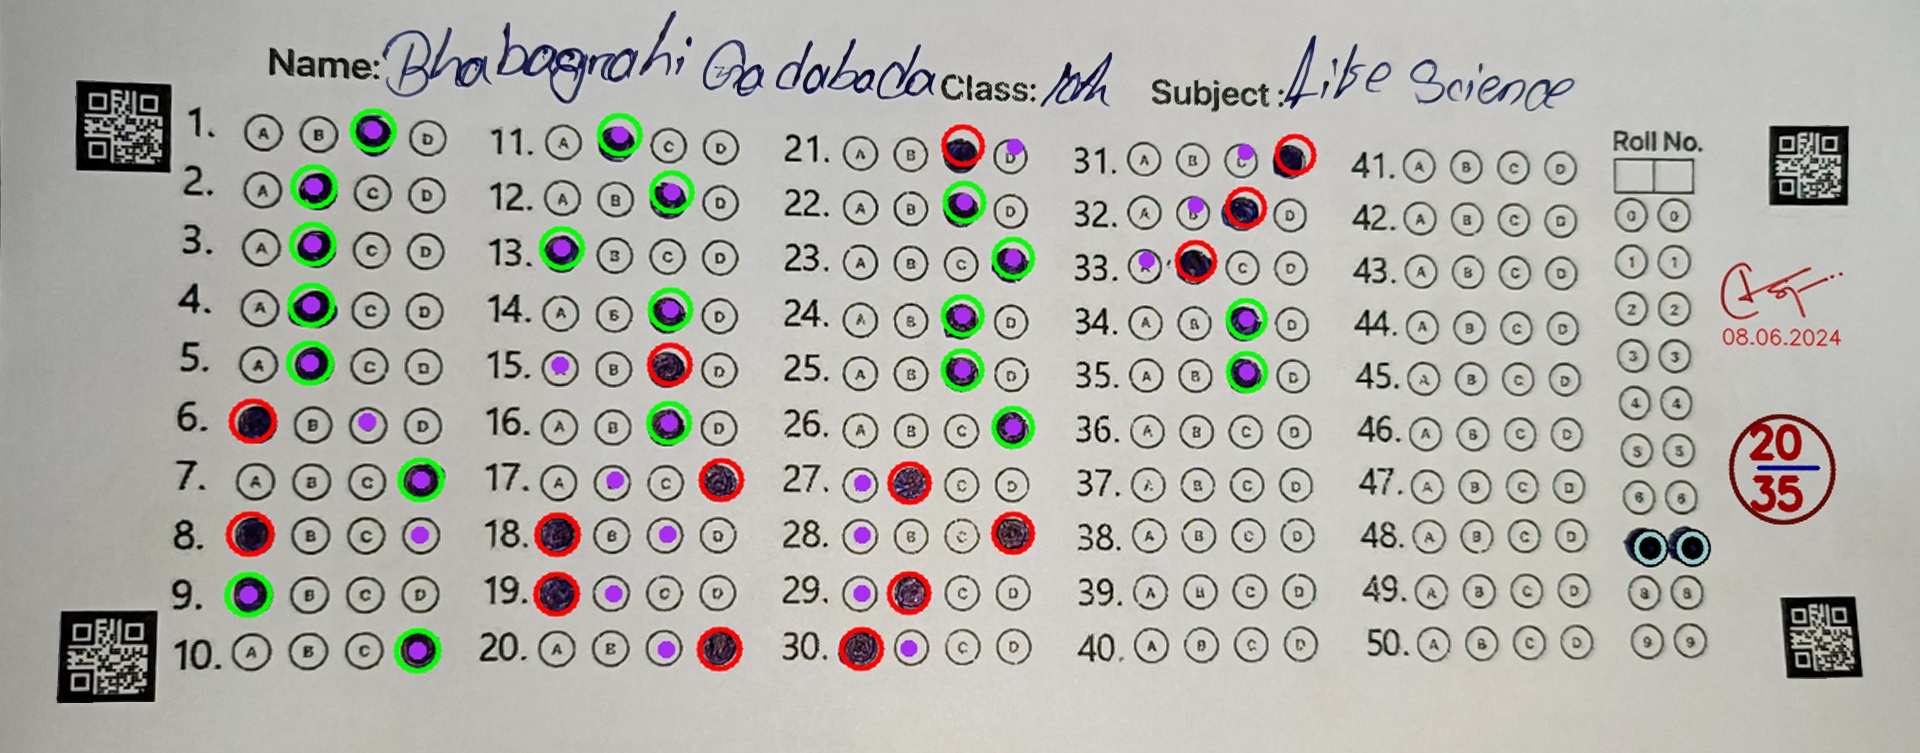 Name: Bhabagrahi Gadabada Class: 10th Subject: Life Science
Roll No.
1. A B D 11. A C D 21. A B D 31. A B C 41. A B C D
2. A C D 12. A B D 22. A B D 32. A B D 42. A B C D
3. A C D 13. B C D 23. A B C 33. A C D 43. A B C D
4. A C D 14. A B D 24. A B D 34. A B D 44. A B C D
5. A C D 15. B D 25. A B D 35. A B D 45. A B C D
6. B D 16. A B D 26. A B C 36. A B C D 46. A B C D
7. A B C 17. A C 27. C D 37. A B C D 47. A B C D
8. B C 18. B D 28. B C 38. A B C D 48. A B C D
9. B C D 19. C D 29. C D 39. A B C D 49. A B C D
10. A B C 20. A B 30. C D 40. A B C D 50. A B C D
0 0
1 1
2 2
3 3
4 4
5 5
6 6
8 8
9 9
08.06.2024
20
35